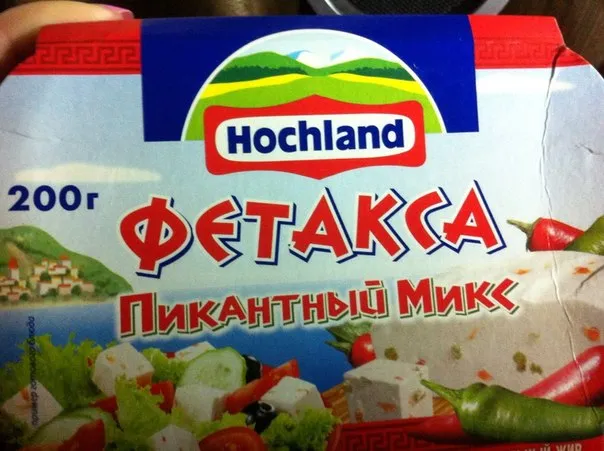 Hochland
200г
ФЕТАКСА
Пикантный Микс